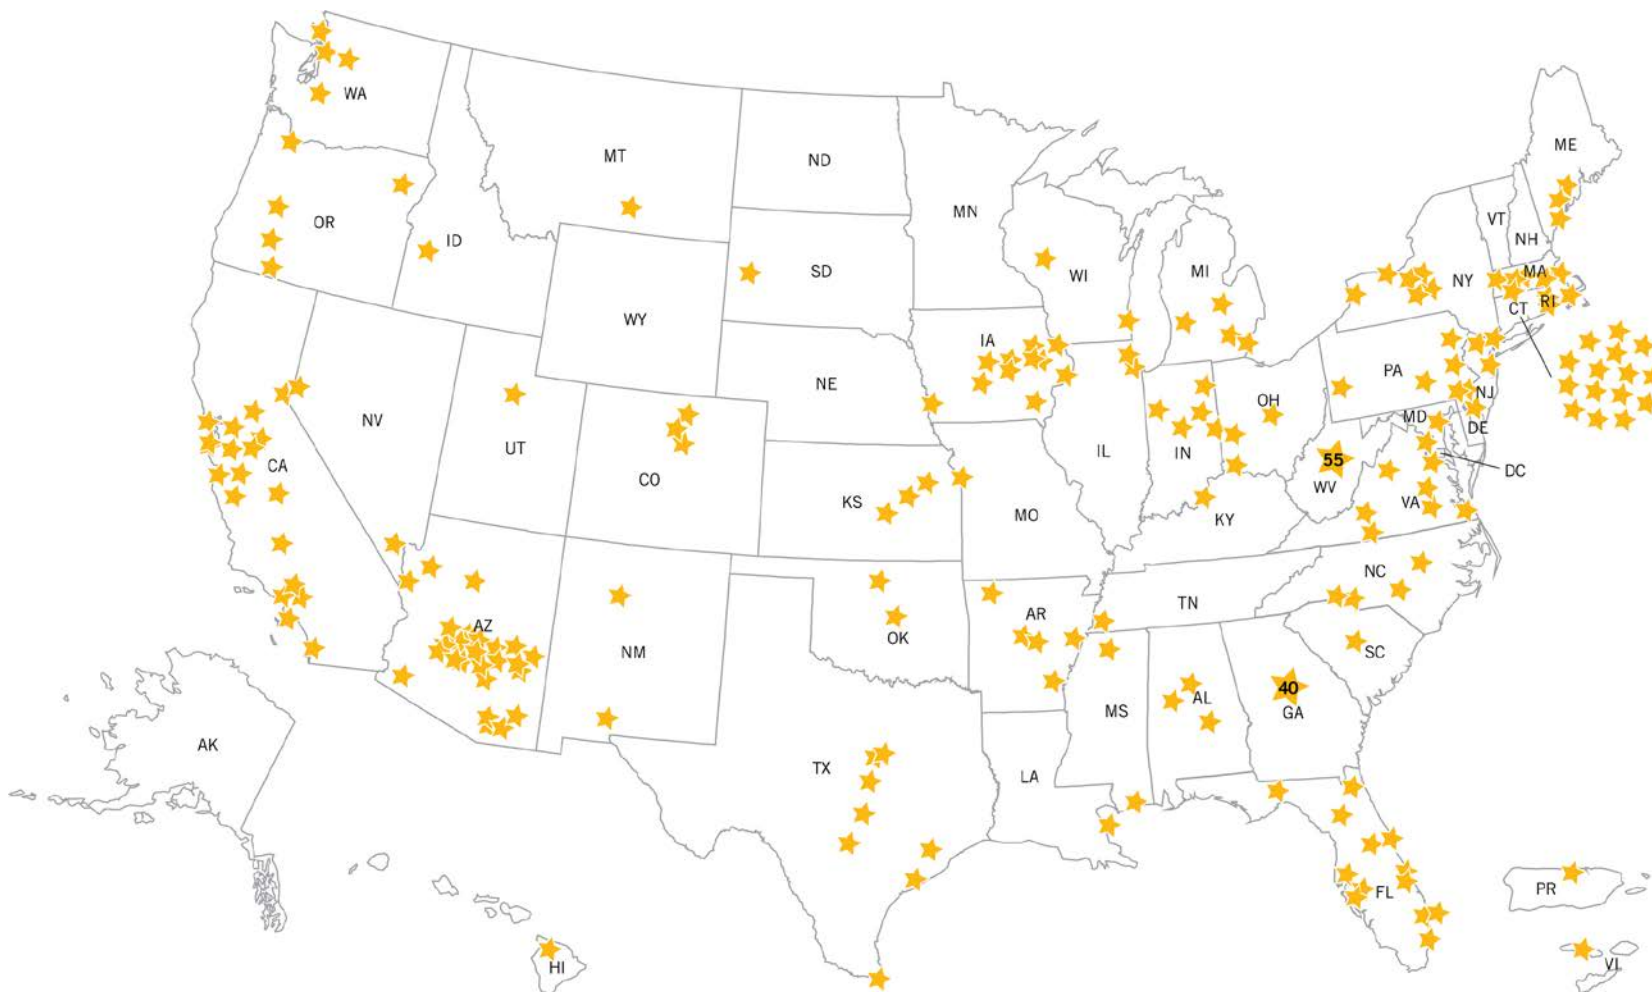 WA
ME
MT
ND
MN
VT
OR
NH
ID
WI
MI
MA
SD
NY
RI
CT
WY
IA
PA
NE
NJ
OH
MD
NV
DE
UT
IL
IN
55
CA
DC
CO
WV
KS
VA
MO
KY
NC
TN
AR
AZ
OK
NM
SC
40
AL
MS
GA
AK
TX
LA
PR
FL
VI
HI